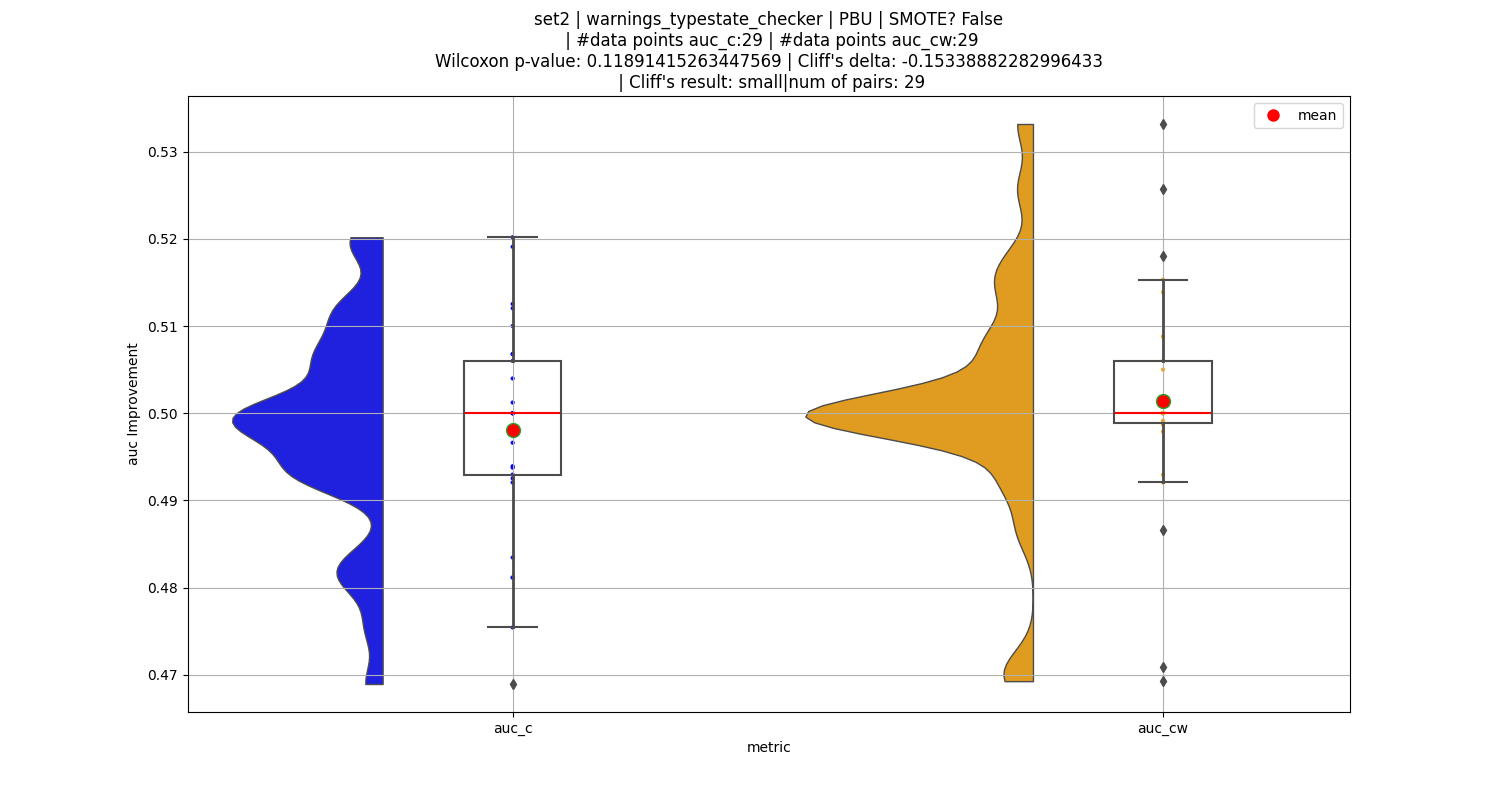 set2 | warnings_typestate_checker | PBU | SMOTE? False
| #data points auc_c:29 | #data points auc_cw:29
Wilcoxon p-value: 0.11891415263447569 | Cliff's delta: -0.15338882282996433
| Cliff's result: small|num of pairs: 29
mean
0.53
0.52
0.51
0.50
0.49
0.48
0.47
auc Improvement
auc_c
auc_cw
metric